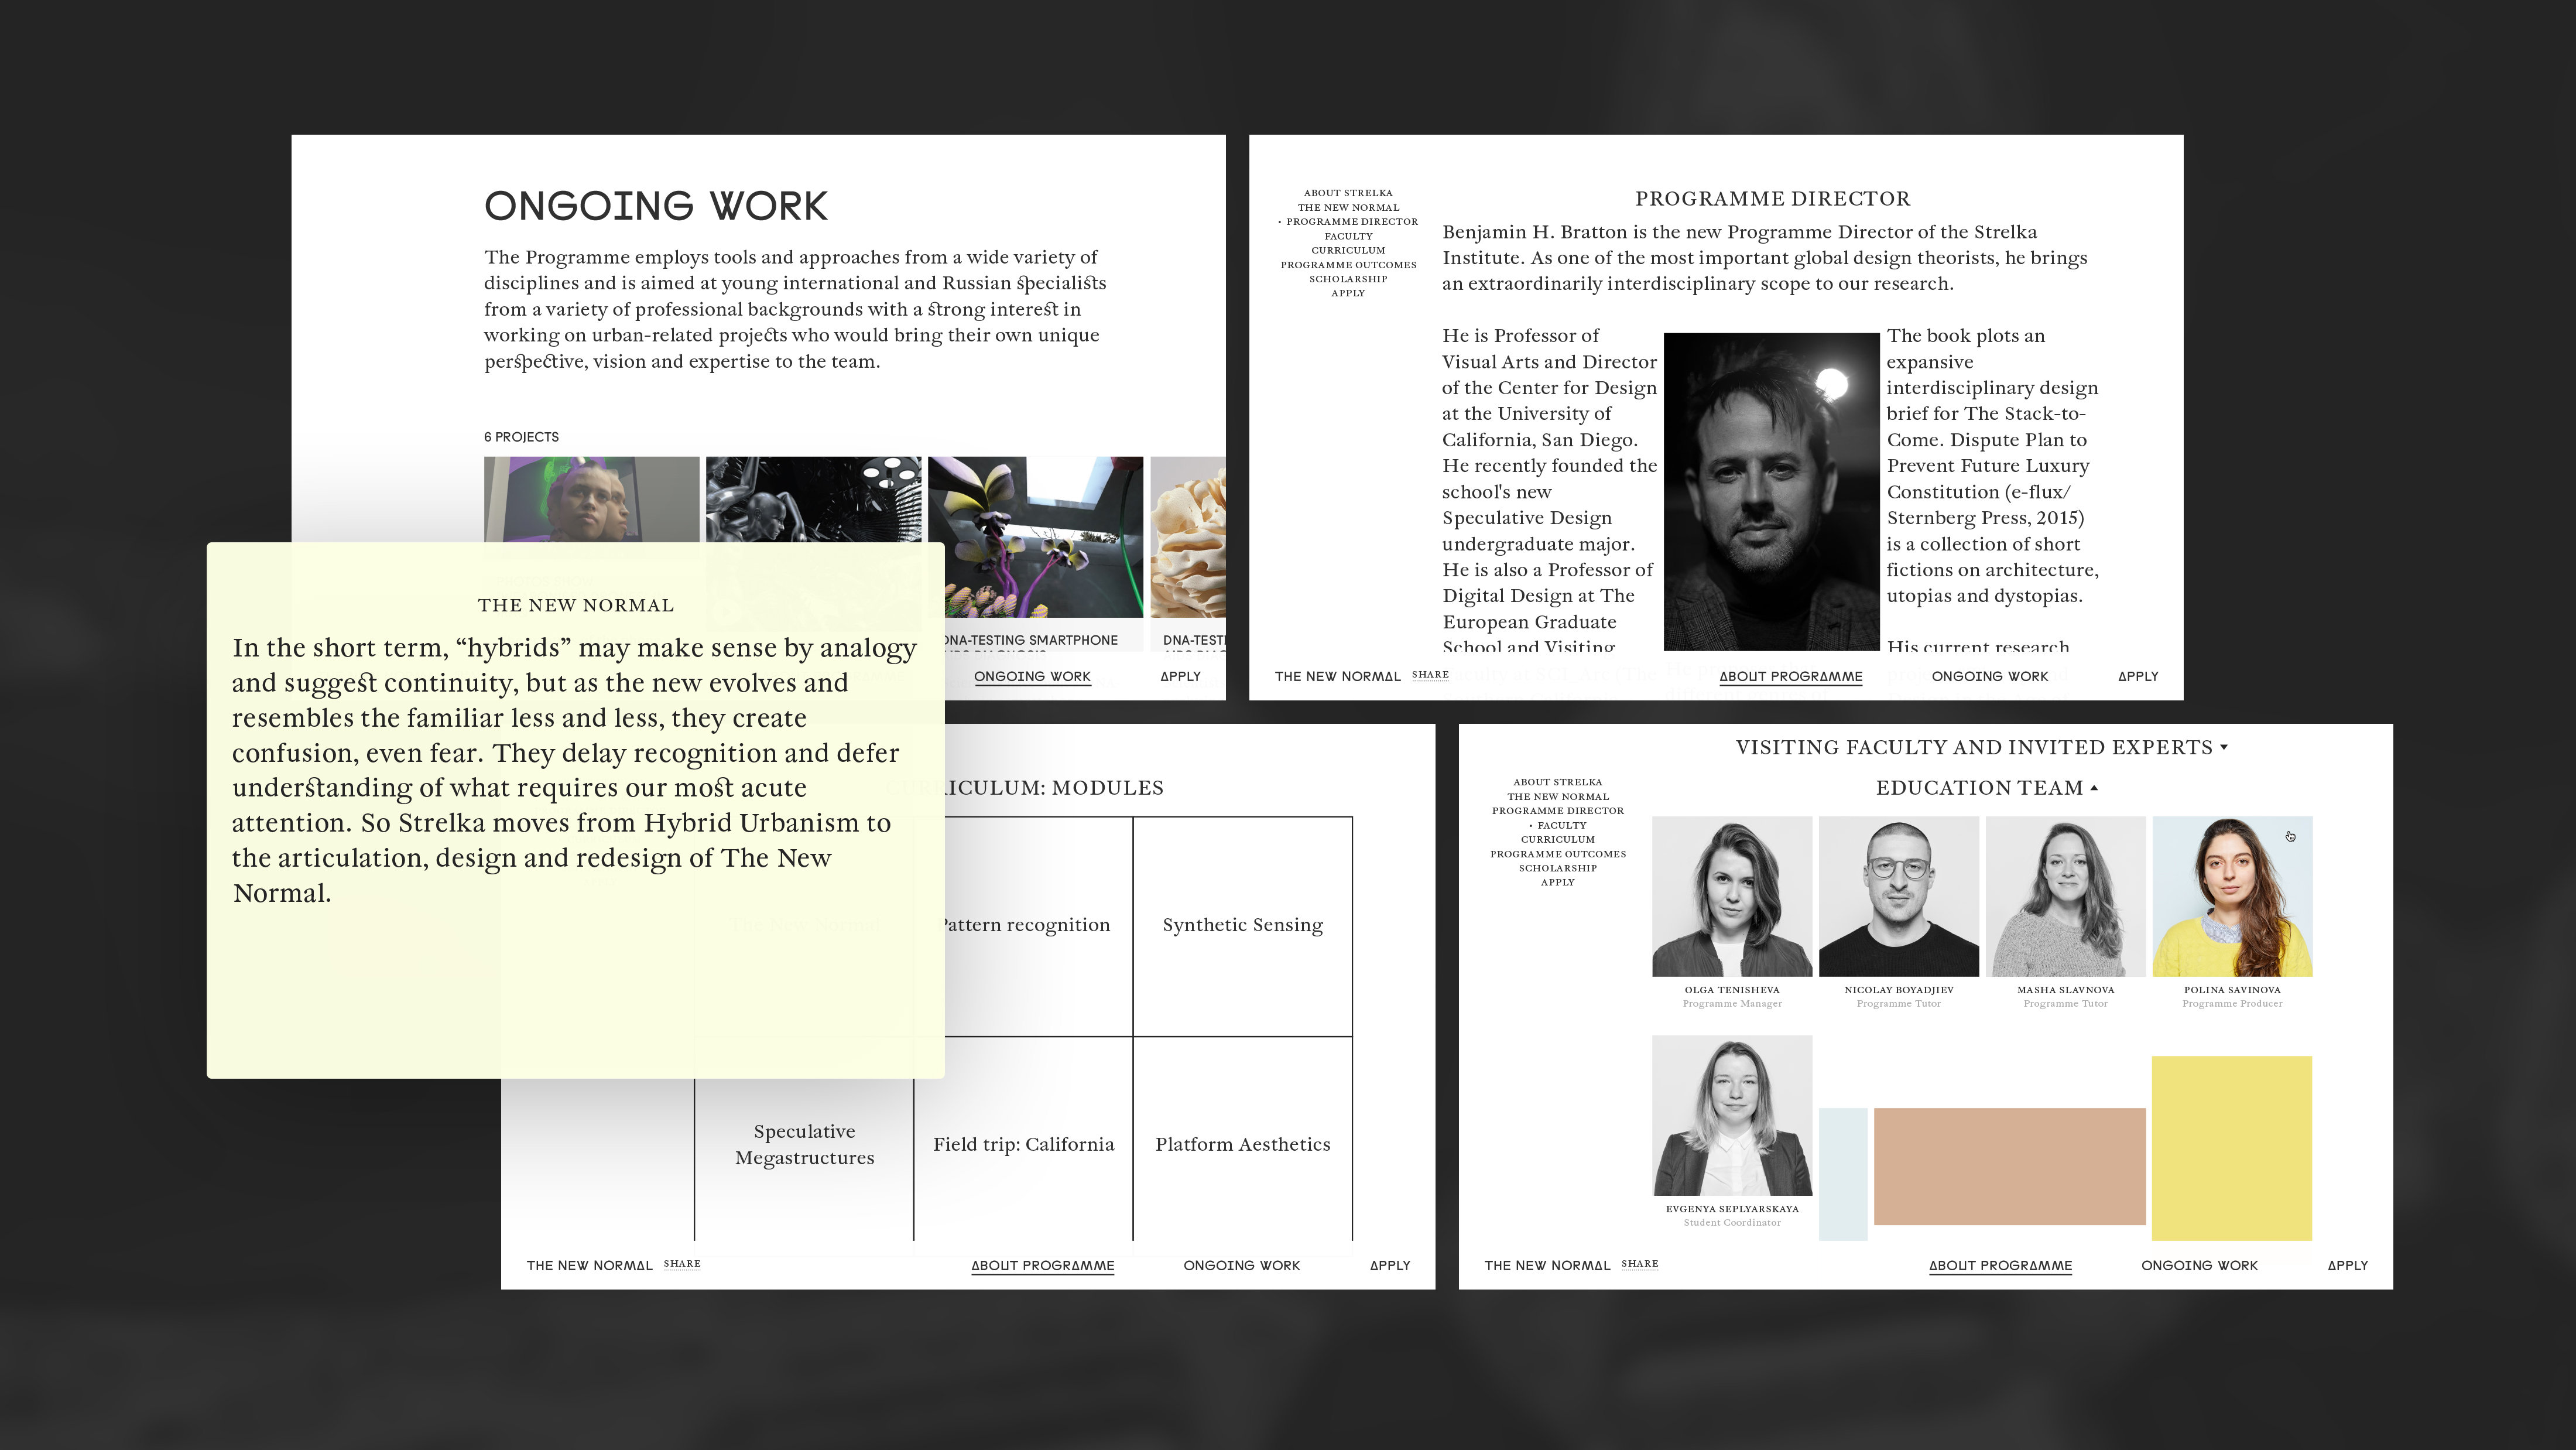 ONGOING WORK
The Programme employs tools and approaches from a wide variety of
disciplines and is aimed at young international and Russian specialists
from a variety of professional backgrounds with a strong interest in
working on urban-related projects who would bring their own unique
perspective, vision and expertise to the team.
6 PROJECTS
DNA-TESTING SMARTPHONE
ONGOING WORK
APPLY
ABOUT STRELKA
THE NEW NORMAL
• PROGRAMME DIRECTOR
FACULTY
CURRICULUM
PROGRAMME OUTCOMES
SCHOLARSHIP
APPLY
PROGRAMME DIRECTOR
Benjamin H. Bratton is the new Programme Director of the Strelka
Institute. As one of the most important global design theorists, he brings
an extraordinarily interdisciplinary scope to our research.
He is Professor of
Visual Arts and Director
of the Center for Design
at the University of
California, San Diego.
He recently founded the
school's new
Speculative Design
undergraduate major.
He is also a Professor of
Digital Design at The
European Graduate
School and Visiting
The book plots an
expansive
interdisciplinary design
brief for The Stack-to-
Come. Dispute Plan to
Prevent Future Luxury
Constitution (e-flux/
Sternberg Press, 2015)
is a collection of short
fictions on architecture,
utopias and dystopias.
His current research
THE NEW NORMAL SHARE
ABOUT PROGRAMME
ONGOING WORK
APPLY
THE NEW NORMAL
In the short term, “hybrids” may make sense by analogy
and suggest continuity, but as the new evolves and
resembles the familiar less and less, they create
confusion, even fear. They delay recognition and defer
understanding of what requires our most acute
attention. So Strelka moves from Hybrid Urbanism to
the articulation, design and redesign of The New
Normal.
CURRICULUM: MODULES
Pattern recognition
Synthetic Sensing
Speculative
Megastructures
Field trip: California
Platform Aesthetics
THE NEW NORMAL SHARE
ABOUT PROGRAMME
ONGOING WORK
APPLY
VISITING FACULTY AND INVITED EXPERTS
EDUCATION TEAM
ABOUT STRELKA
THE NEW NORMAL
PROGRAMME DIRECTOR
• FACULTY
CURRICULUM
PROGRAMME OUTCOMES
SCHOLARSHIP
APPLY
OLGA TENISHEVA
Programme Manager
NICOLAY BOYADJIEV
Programme Tutor
MASHA SLAVNOVA
Programme Tutor
POLINA SAVINOVA
Programme Producer
EVGENYA SEPLYARSKAYA
Student Coordinator
THE NEW NORMAL SHARE
ABOUT PROGRAMME
ONGOING WORK
APPLY